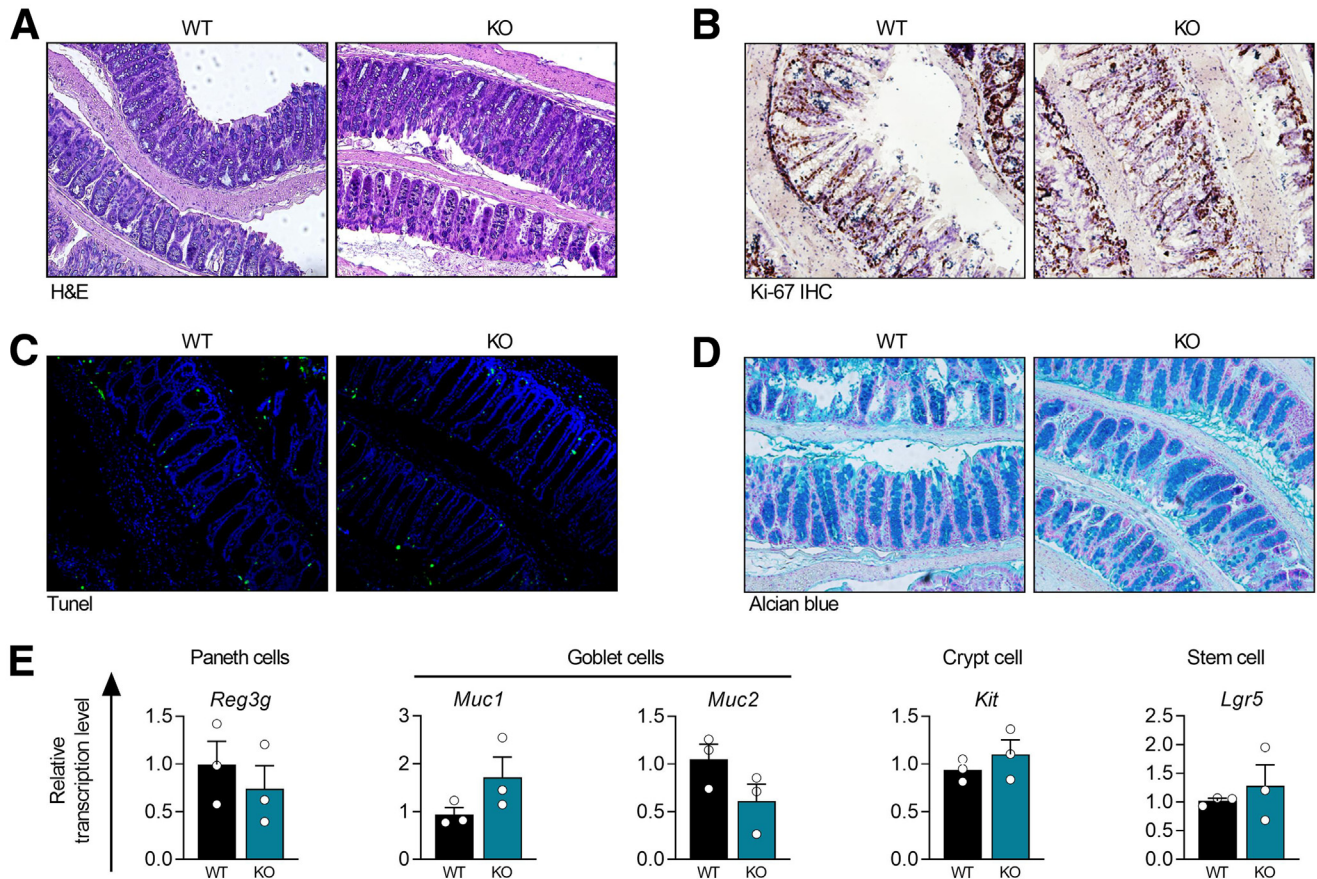 A
WT
KO
H&E
B
WT
KO
Ki-67 IHC
C
WT
KO
Tunel
D
WT
KO
Alcian blue
E
Relative
transcription level
Paneth cells
Reg3g
1.5
1.0
0.5
0.0
WT
KO
Goblet cells
Muc1
3
2
1
0
WT
KO
Muc2
1.5
1.0
0.5
0.0
WT
KO
Crypt cell
Kit
1.5
1.0
0.5
0.0
WT
KO
Stem cell
Lgr5
2.5
2.0
1.5
1.0
0.5
0.0
WT
KO